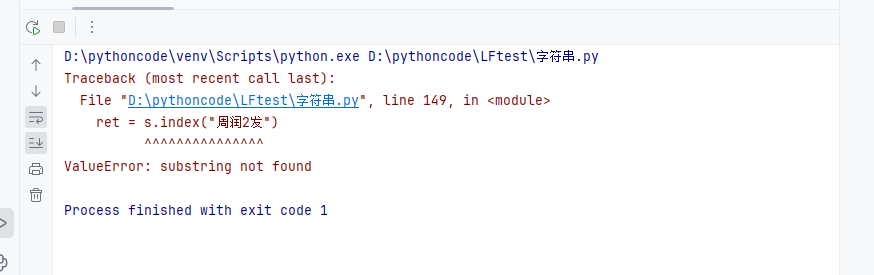 D:\pythoncode\venv\Scripts\python.exe D:\pythoncode\LFtest\字符串.py
Traceback (most recent call last):
  File "D:\pythoncode\LFtest\字符串.py", line 149, in <module>
    ret = s.index("周润2发")
          ^^^^^^^^^^^^^^^
ValueError: substring not found
Process finished with exit code 1